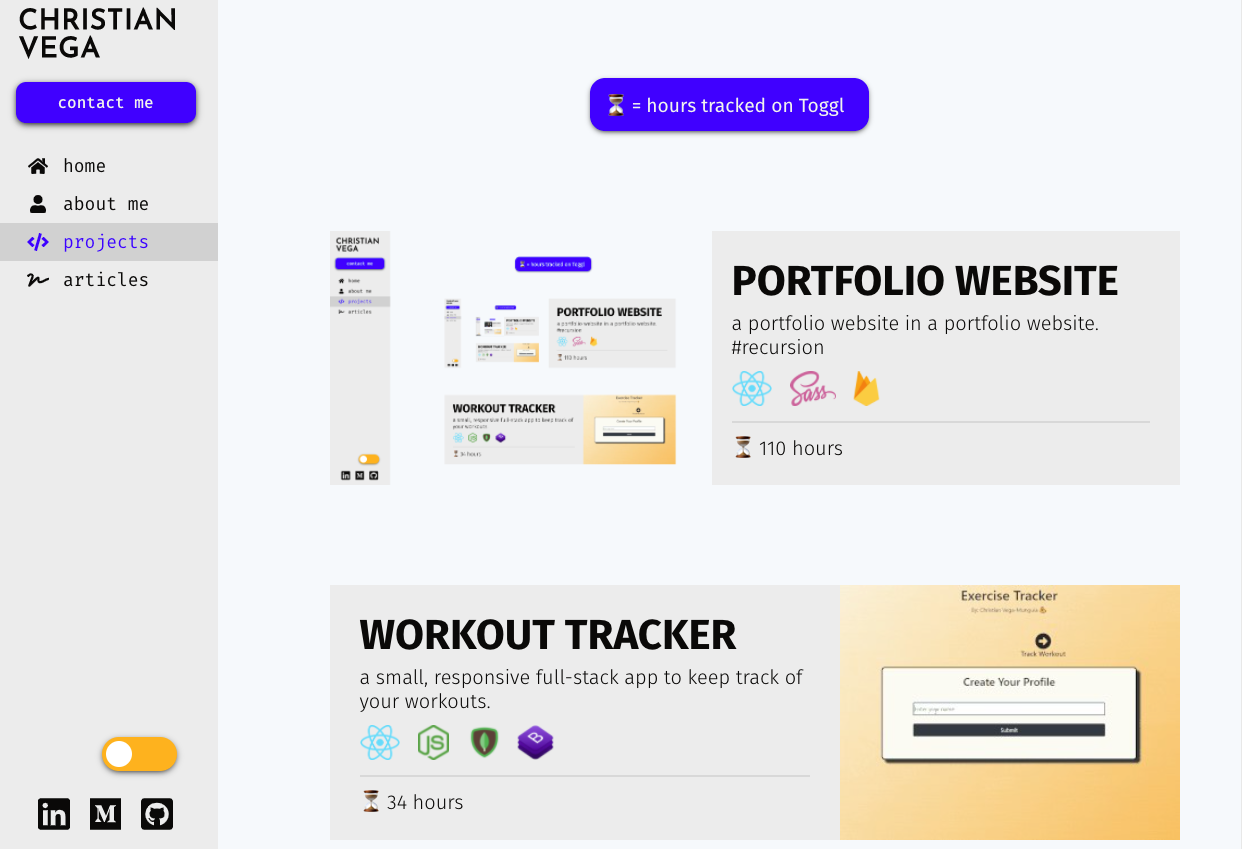 CHRISTIAN
VEGA
contact me
home
about me
projects
articles
in
M
⏳ = hours tracked on Toggl
CHRISTIAN
VEGA
contact me
home
about me
projects
articles
⏳ = hours tracked on Toggl
PORTFOLIO WEBSITE
a portfolio website in a portfolio website.
#recursion
Sass
⏳ 110 hours
WORKOUT TRACKER
a small, responsive full-stack app to keep track of
your workouts.
⏳ 34 hours
PORTFOLIO WEBSITE
a portfolio website in a portfolio website.
#recursion
Sass
⏳ 110 hours
WORKOUT TRACKER
a small, responsive full-stack app to keep track of
your workouts.
JS
B
⏳ 34 hours
Exercise Tracker
By: Christian Vega-Munguia
Track Workout
Create Your Profile
Submit